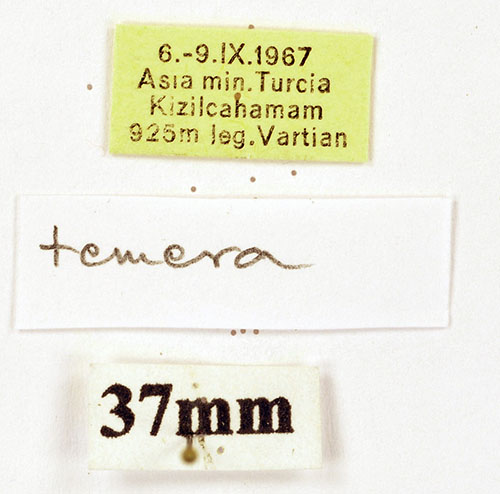 6.-9.IX.1967
Asia min.Turcia
Kizilcahamam
925m leg.Vartian
temera
37mm